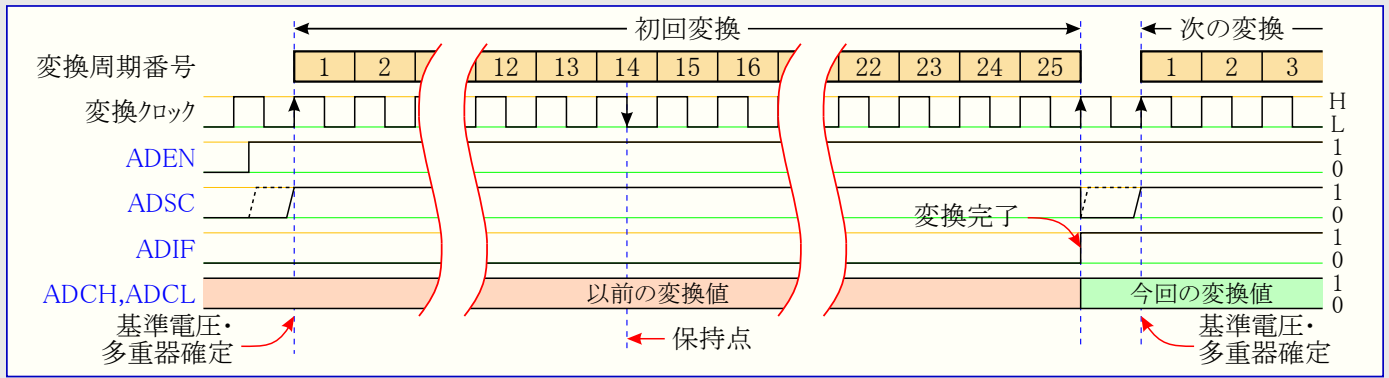 初回変換
次の変換
変換周期番号 1 2 12 13 14 15 16 22 23 24 25 1 2 3
変換クロック H L
ADEN 1 0
ADSC 1 0
変換完了
ADIF 1 0
ADCH,ADCL 以前の変換値 今回の変換値 1 0
基準電圧・
多重器確定
保持点
基準電圧・
多重器確定